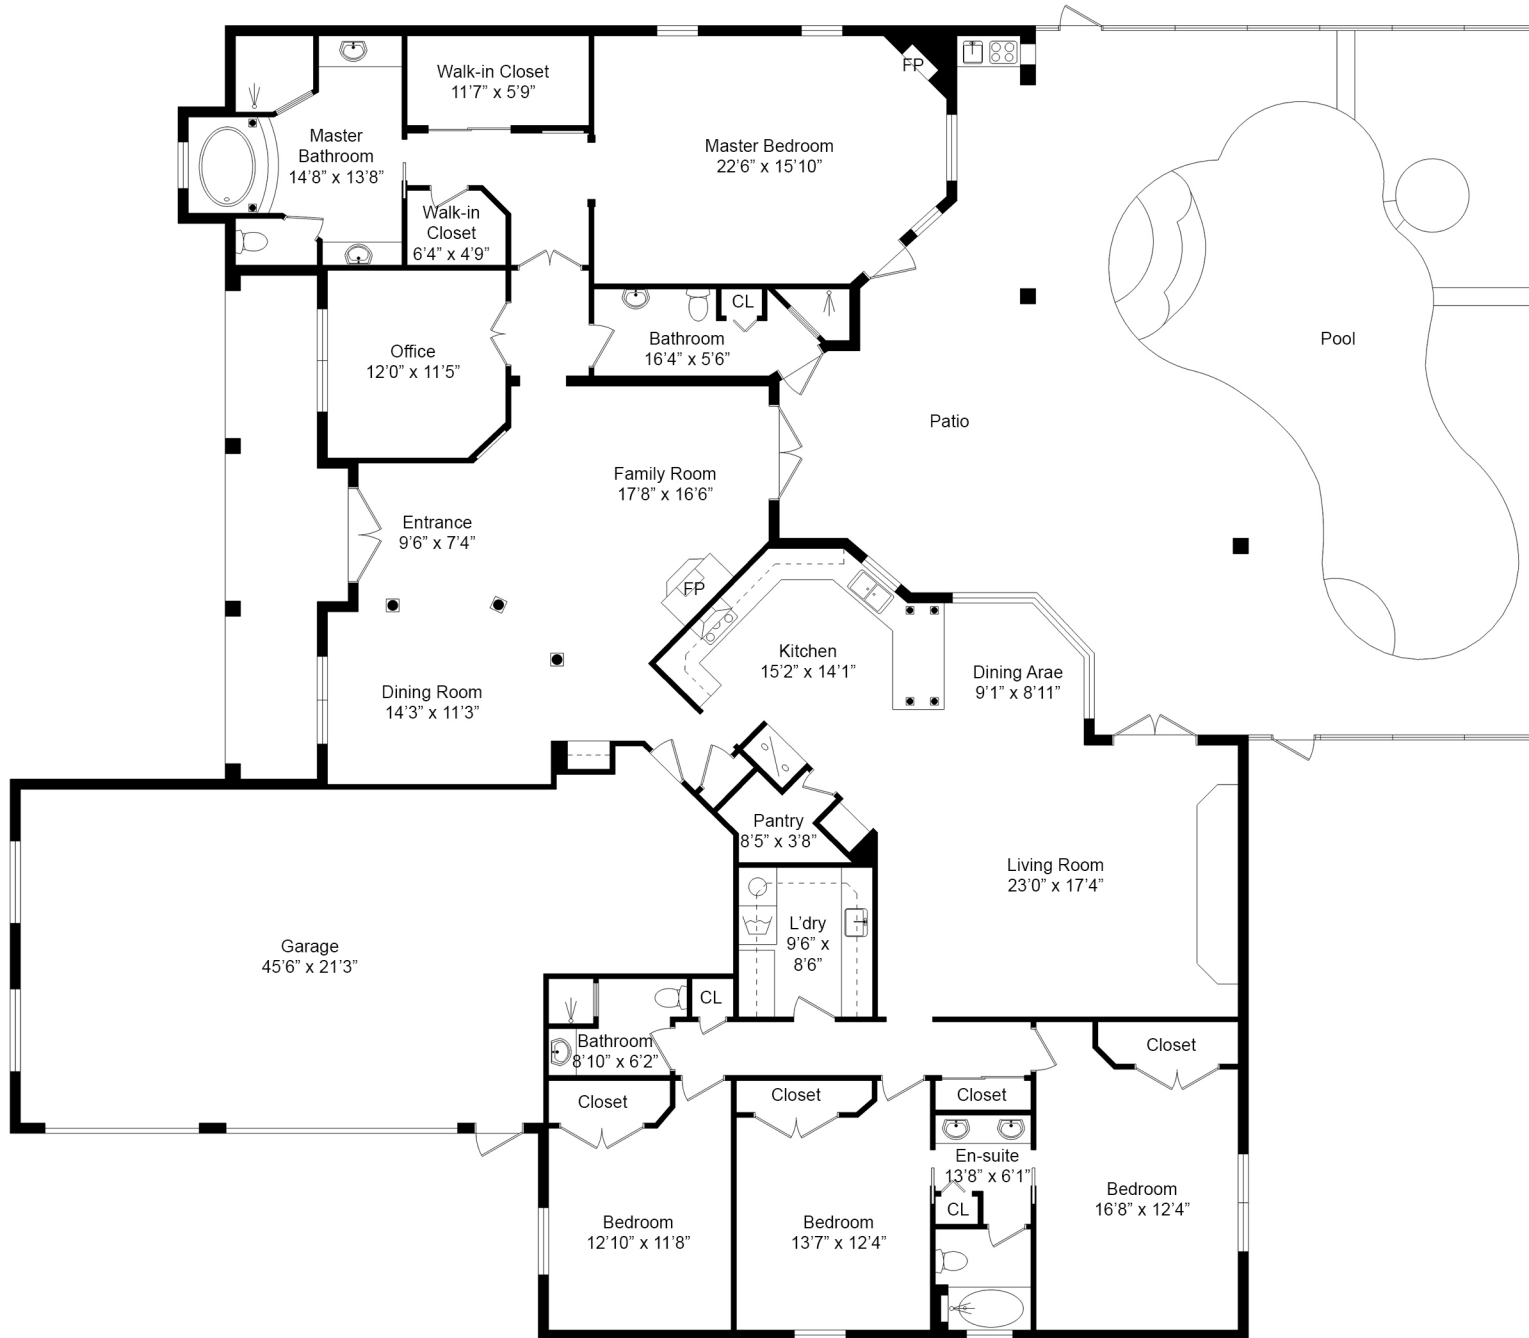 Walk-in Closet
11’7” x 5’9”
FP
Master
Bathroom
14’8” x 13’8”
Master Bedroom
22’6” x 15’10”
Walk-in
Closet
6’4” x 4’9”
CL
Bathroom
16’4” x 5’6”
Office
12’0” x 11’5”
Pool
Patio
Family Room
17’8” x 16’6”
Entrance
9’6” x 7’4”
FP
Kitchen
15’2” x 14’1”
Dining Arae
9’1” x 8’11”
Dining Room
14’3” x 11’3”
Pantry
8’5” x 3’8”
Living Room
23’0” x 17’4”
L’dry
9’6” x
8’6”
Garage
45’6” x 21’3”
CL
Bathroom
8’10” x 6’2”
Closet
Closet
Closet
Closet
En-suite
13’8” x 6’1”
CL
Bedroom
16’8” x 12’4”
Bedroom
12’10” x 11’8”
Bedroom
13’7” x 12’4”